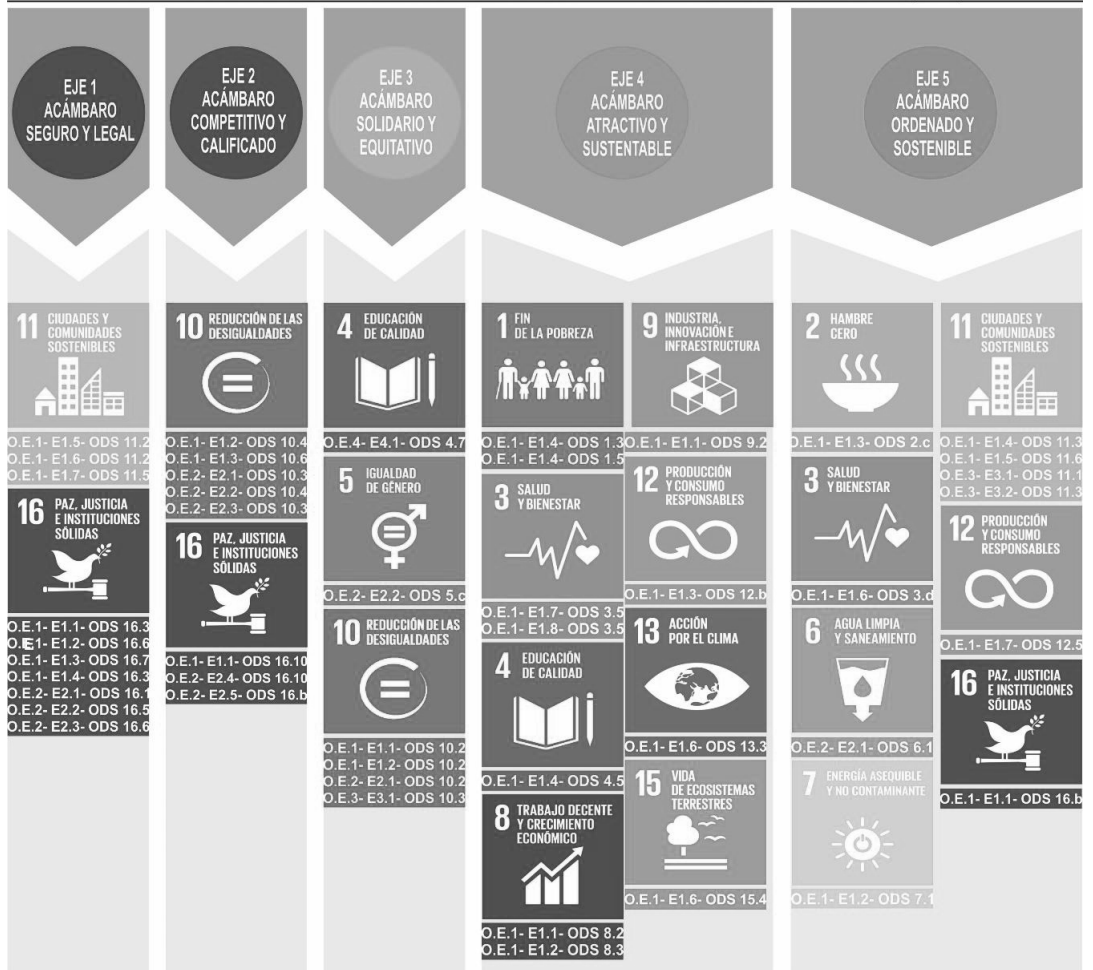 EJE 1
ACÁMBARO
SEGURO Y LEGAL
EJE 2
ACÁMBARO
COMPETITIVO Y
CALIFICADO
EJE 3
ACÁMBARO
SOLIDARIO Y
EQUITATIVO
EJE 4
ACÁMBARO
ATRACTIVO Y
SUSTENTABLE
EJE 5
ACÁMBARO
ORDENADO Y
SOSTENIBLE
11 CIUDADES Y
COMUNIDADES
SOSTENIBLES
O.E.1- E1.5- ODS 11.2
O.E.1- E1.6- ODS 11.2
O.E.1- E1.7- ODS 11.5
16 PAZ, JUSTICIA
E INSTITUCIONES
SÓLIDAS
O.E.1- E1.1- ODS 16.3
O.E.1- E1.2- ODS 16.6
O.E.1- E1.3- ODS 16.7
O.E.1- E1.4- ODS 16.3
O.E.2- E2.1- ODS 16.1
O.E.2- E2.2- ODS 16.5
O.E.2- E2.3- ODS 16.6
10 REDUCCIÓN DE LAS
DESIGUALDADES
O.E.1- E1.2- ODS 10.4
O.E.1- E1.3- ODS 10.6
O.E.2- E2.1- ODS 10.3
O.E.2- E2.2- ODS 10.4
O.E.2- E2.3- ODS 10.3
16 PAZ, JUSTICIA
E INSTITUCIONES
SÓLIDAS
O.E.1- E1.1- ODS 16.10
O.E.2- E2.4- ODS 16.10
O.E.2- E2.5- ODS 16.b
4 EDUCACIÓN
DE CALIDAD
O.E.4- E4.1- ODS 4.7
5 IGUALDAD
DE GÉNERO
O.E.2- E2.2- ODS 5.c
10 REDUCCIÓN DE LAS
DESIGUALDADES
O.E.1- E1.1- ODS 10.2
O.E.1- E1.2- ODS 10.2
O.E.2- E2.1- ODS 10.2
O.E.3- E3.1- ODS 10.3
1 FIN
DE LA POBREZA
O.E.1- E1.4- ODS 1.3
O.E.1- E1.4- ODS 1.5
3 SALUD
Y BIENESTAR
O.E.1- E1.7- ODS 3.5
O.E.1- E1.8- ODS 3.5
4 EDUCACIÓN
DE CALIDAD
O.E.1- E1.4- ODS 4.5
8 TRABAJO DECENTE
Y CRECIMIENTO
ECONÓMICO
O.E.1- E1.1- ODS 8.2
O.E.1- E1.2- ODS 8.3
9 INDUSTRIA,
INNOVACIÓN E
INFRAESTRUCTURA
O.E.1- E1.1- ODS 9.2
12 PRODUCCIÓN
Y CONSUMO
RESPONSABLES
O.E.1- E1.3- ODS 12.b
13 ACCIÓN
POR EL CLIMA
O.E.1- E1.6- ODS 13.3
15 VIDA
DE ECOSISTEMAS
TERRESTRES
O.E.1- E1.6- ODS 15.4
2 HAMBRE
CERO
O.E.1- E1.3- ODS 2.c
3 SALUD
Y BIENESTAR
O.E.1- E1.6- ODS 3.d
6 AGUA LIMPIA
Y SANEAMIENTO
O.E.2- E2.1- ODS 6.1
7 ENERGÍA ASEQUIBLE
Y NO CONTAMINANTE
O.E.1- E1.2- ODS 7.1
11 CIUDADES Y
COMUNIDADES
SOSTENIBLES
O.E.1- E1.4- ODS 11.3
O.E.1- E1.5- ODS 11.6
O.E.3- E3.1- ODS 11.1
O.E.3- E3.2- ODS 11.3
12 PRODUCCIÓN
Y CONSUMO
RESPONSABLES
O.E.1- E1.7- ODS 12.5
16 PAZ, JUSTICIA
E INSTITUCIONES
SÓLIDAS
O.E.1- E1.1- ODS 16.b